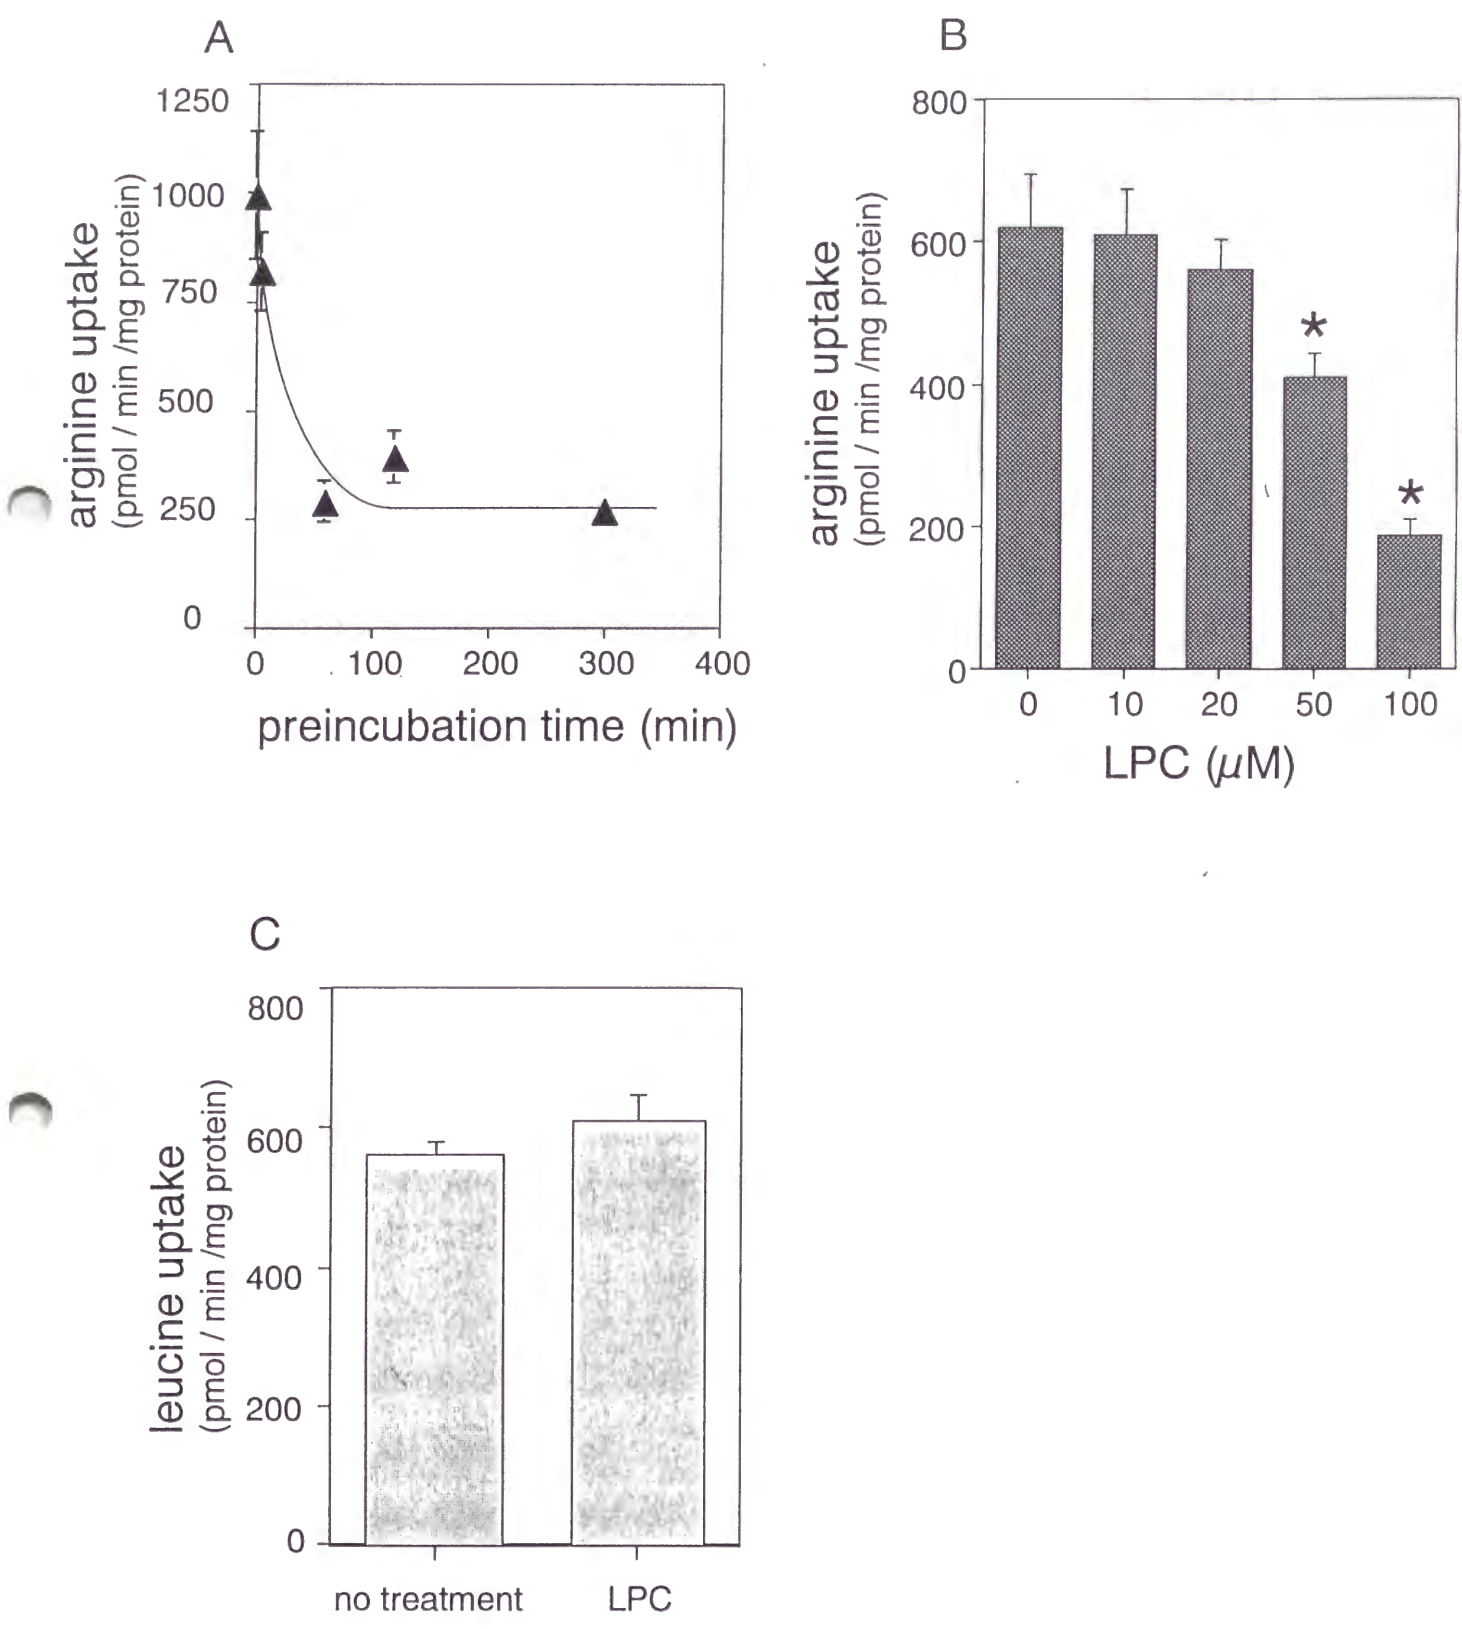 A
1250
1000
750
500
250
0
arginine uptake
(pmol / min /mg protein)
0 100 200 300 400
preincubation time (min)
B
800
600
400
200
0
arginine uptake
(pmol / min /mg protein)
*
*
0 10 20 50 100
LPC (μM)
C
800
600
400
200
0
leucine uptake
(pmol / min /mg protein)
no treatment LPC